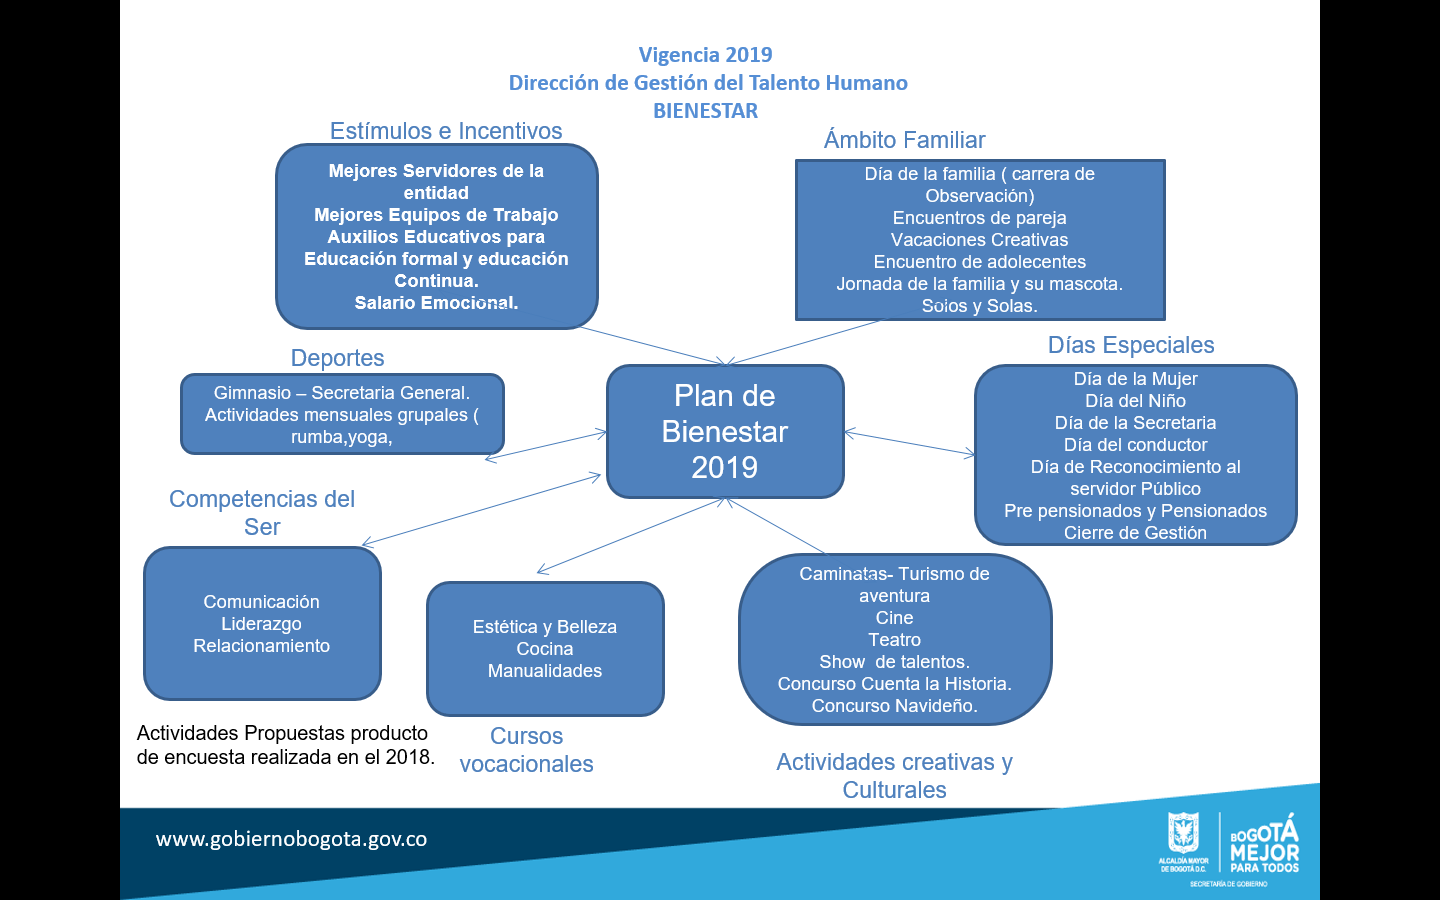 Vigencia 2019
Dirección de Gestión del Talento Humano
BIENESTAR
Estímulos e Incentivos
Mejores Servidores de la
entidad
Mejores Equipos de Trabajo
Auxilios Educativos para
Educación formal y educación
Continua.
Salario Emocional.
Ámbito Familiar
Día de la familia ( carrera de
Observación)
Encuentros de pareja
Vacaciones Creativas
Encuentro de adolecentes
Jornada de la familia y su mascota.
Solos y Solas.
Deportes
Gimnasio – Secretaria General.
Actividades mensuales grupales (
rumba,yoga,
Plan de
Bienestar
2019
Días Especiales
Día de la Mujer
Día del Niño
Día de la Secretaria
Día del conductor
Día de Reconocimiento al
servidor Público
Pre pensionados y Pensionados
Cierre de Gestión
Competencias del
Ser
Comunicación
Liderazgo
Relacionamiento
Estética y Belleza
Cocina
Manualidades
Cursos
vocacionales
Caminatas- Turismo de
aventura
Cine
Teatro
Show  de talentos.
Concurso Cuenta la Historia.
Concurso Navideño.
Actividades creativas y
Culturales
Actividades Propuestas producto
de encuesta realizada en el 2018.
www.gobiernobogota.gov.co
ALCALDÍA MAYOR
DE BOGOTÁ D.C.
BOGOTÁ
MEJOR
PARA TODOS
SECRETARÍA DE GOBIERNO